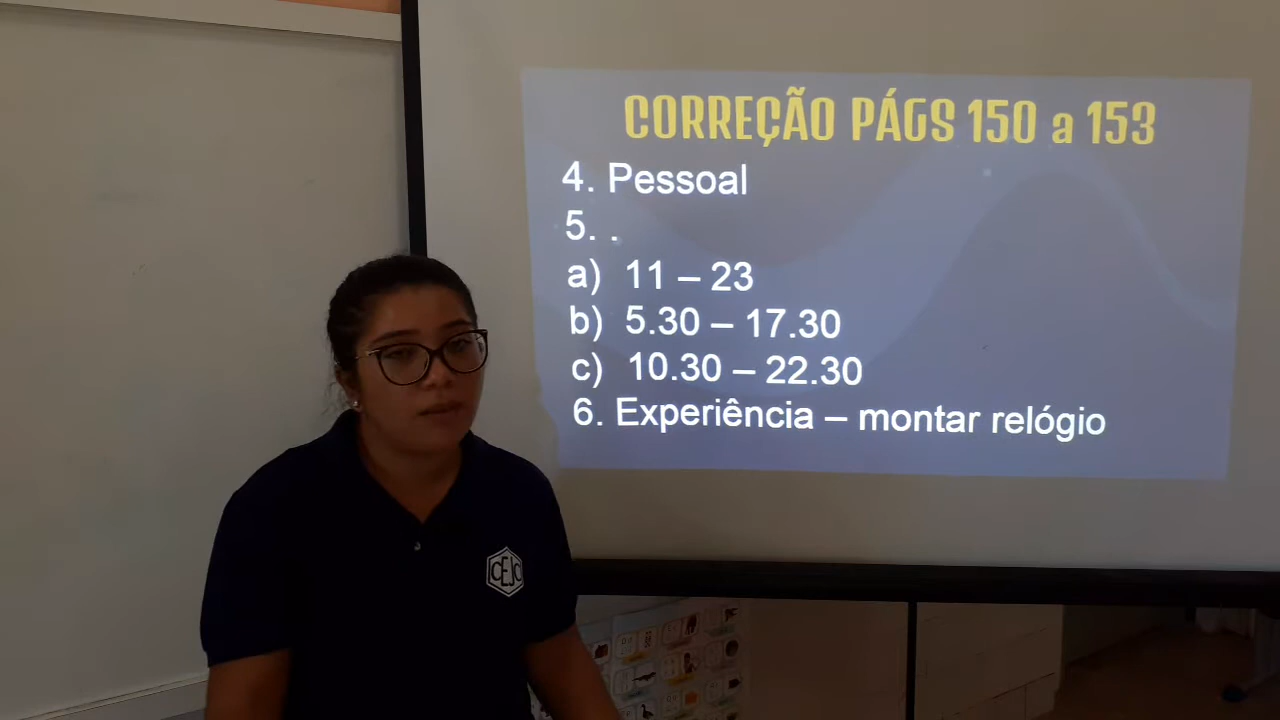 CORREÇÃO PÁGS 150 a 153
4. Pessoal
5. .
a) 11 – 23
b) 5.30 – 17.30
c) 10.30 – 22.30
6. Experiência – montar relógio
CEJC